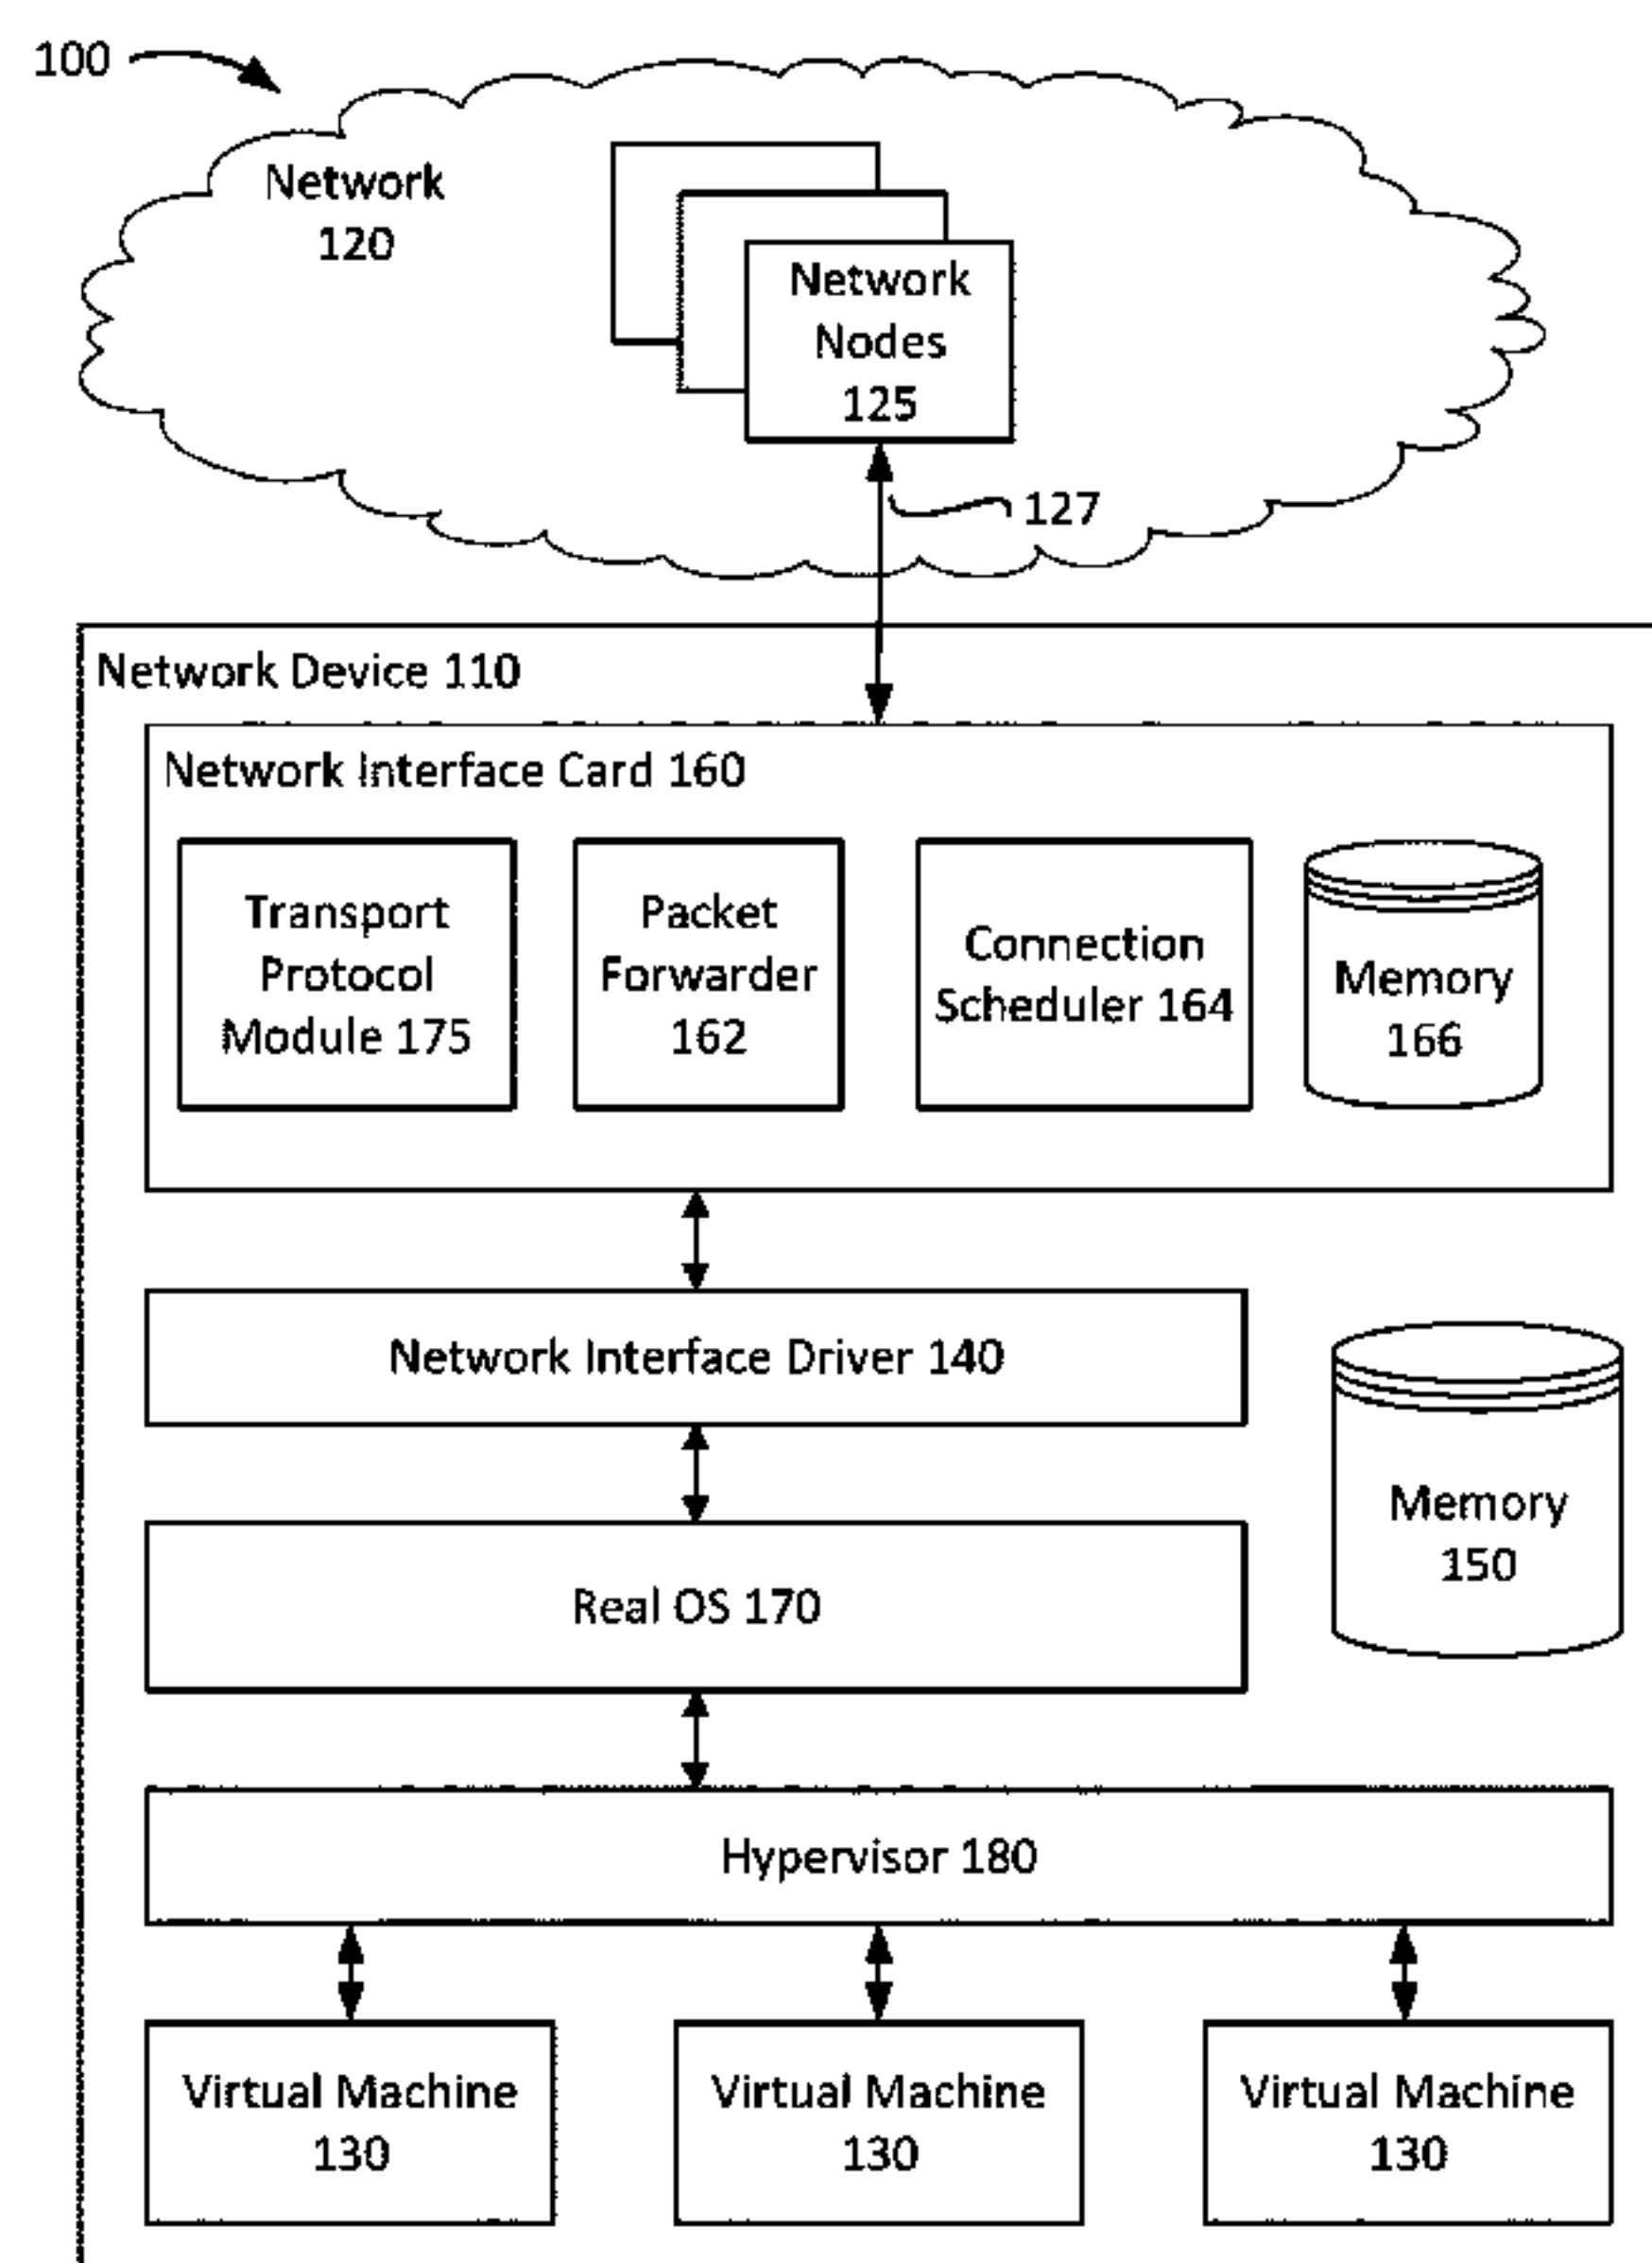 100
Network
120
Network
Nodes
125
127
Network Device 110
Network Interface Card 160
Transport
Protocol
Module 175
Packet
Forwarder
162
Connection
Scheduler 164
Memory
166
Network Interface Driver 140
Memory
150
Real OS 170
Hypervisor 180
Virtual Machine
130
Virtual Machine
130
Virtual Machine
130